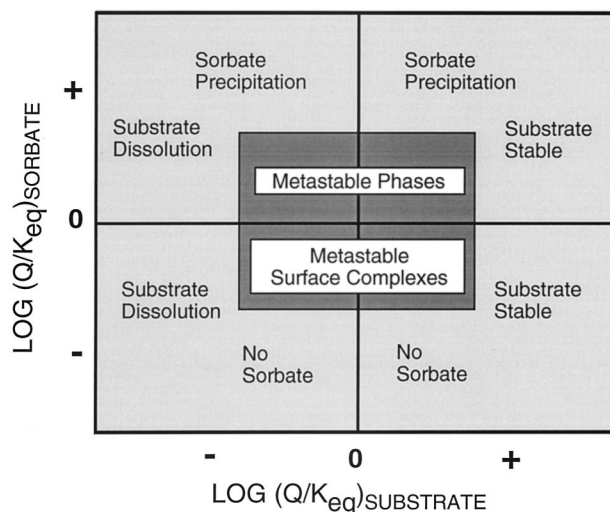 Sorbate
Precipitation
Sorbate
Precipitation
+
Substrate
Dissolution
Substrate
Stable
Metastable Phases
0
Metastable
Surface Complexes
Substrate
Dissolution
Substrate
Stable
-
No
Sorbate
No
Sorbate
LOG (Q/Keq)SORBATE
-
0
+
LOG (Q/Keq)SUBSTRATE